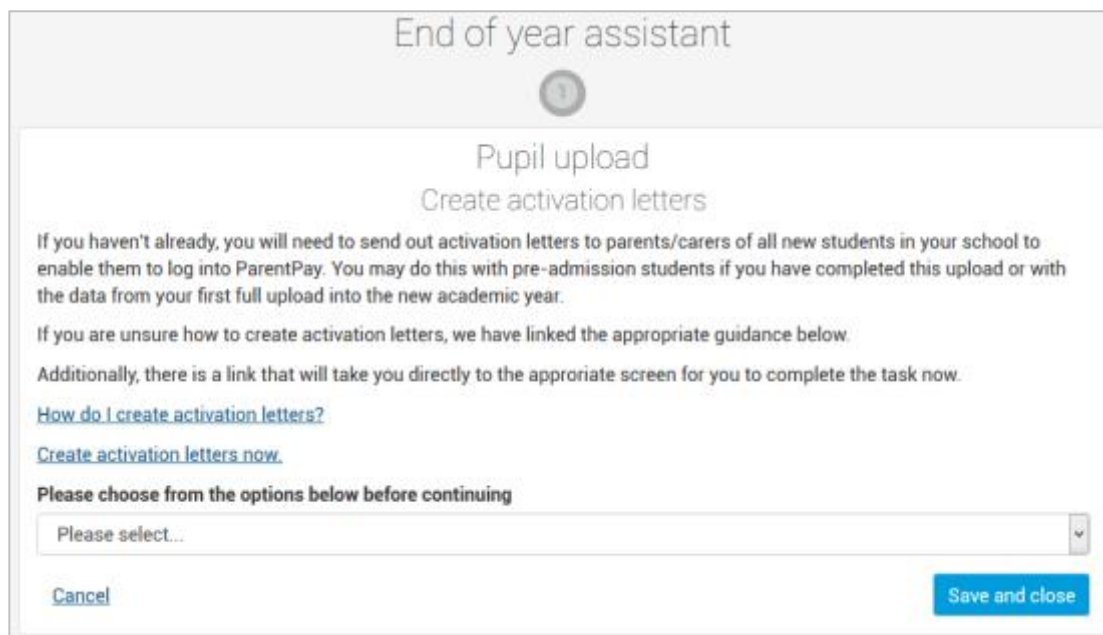 End of year assistant
1
Pupil upload
Create activation letters
If you haven't already, you will need to send out activation letters to parents/carers of all new students in your school to
enable them to log into ParentPay. You may do this with pre-admission students if you have completed this upload or with
the data from your first full upload into the new academic year.
If you are unsure how to create activation letters, we have linked the appropriate guidance below.
Additionally, there is a link that will take you directly to the approriate screen for you to complete the task now.
How do I create activation letters?
Create activation letters now.
Please choose from the options below before continuing
Please select...
Cancel
Save and close